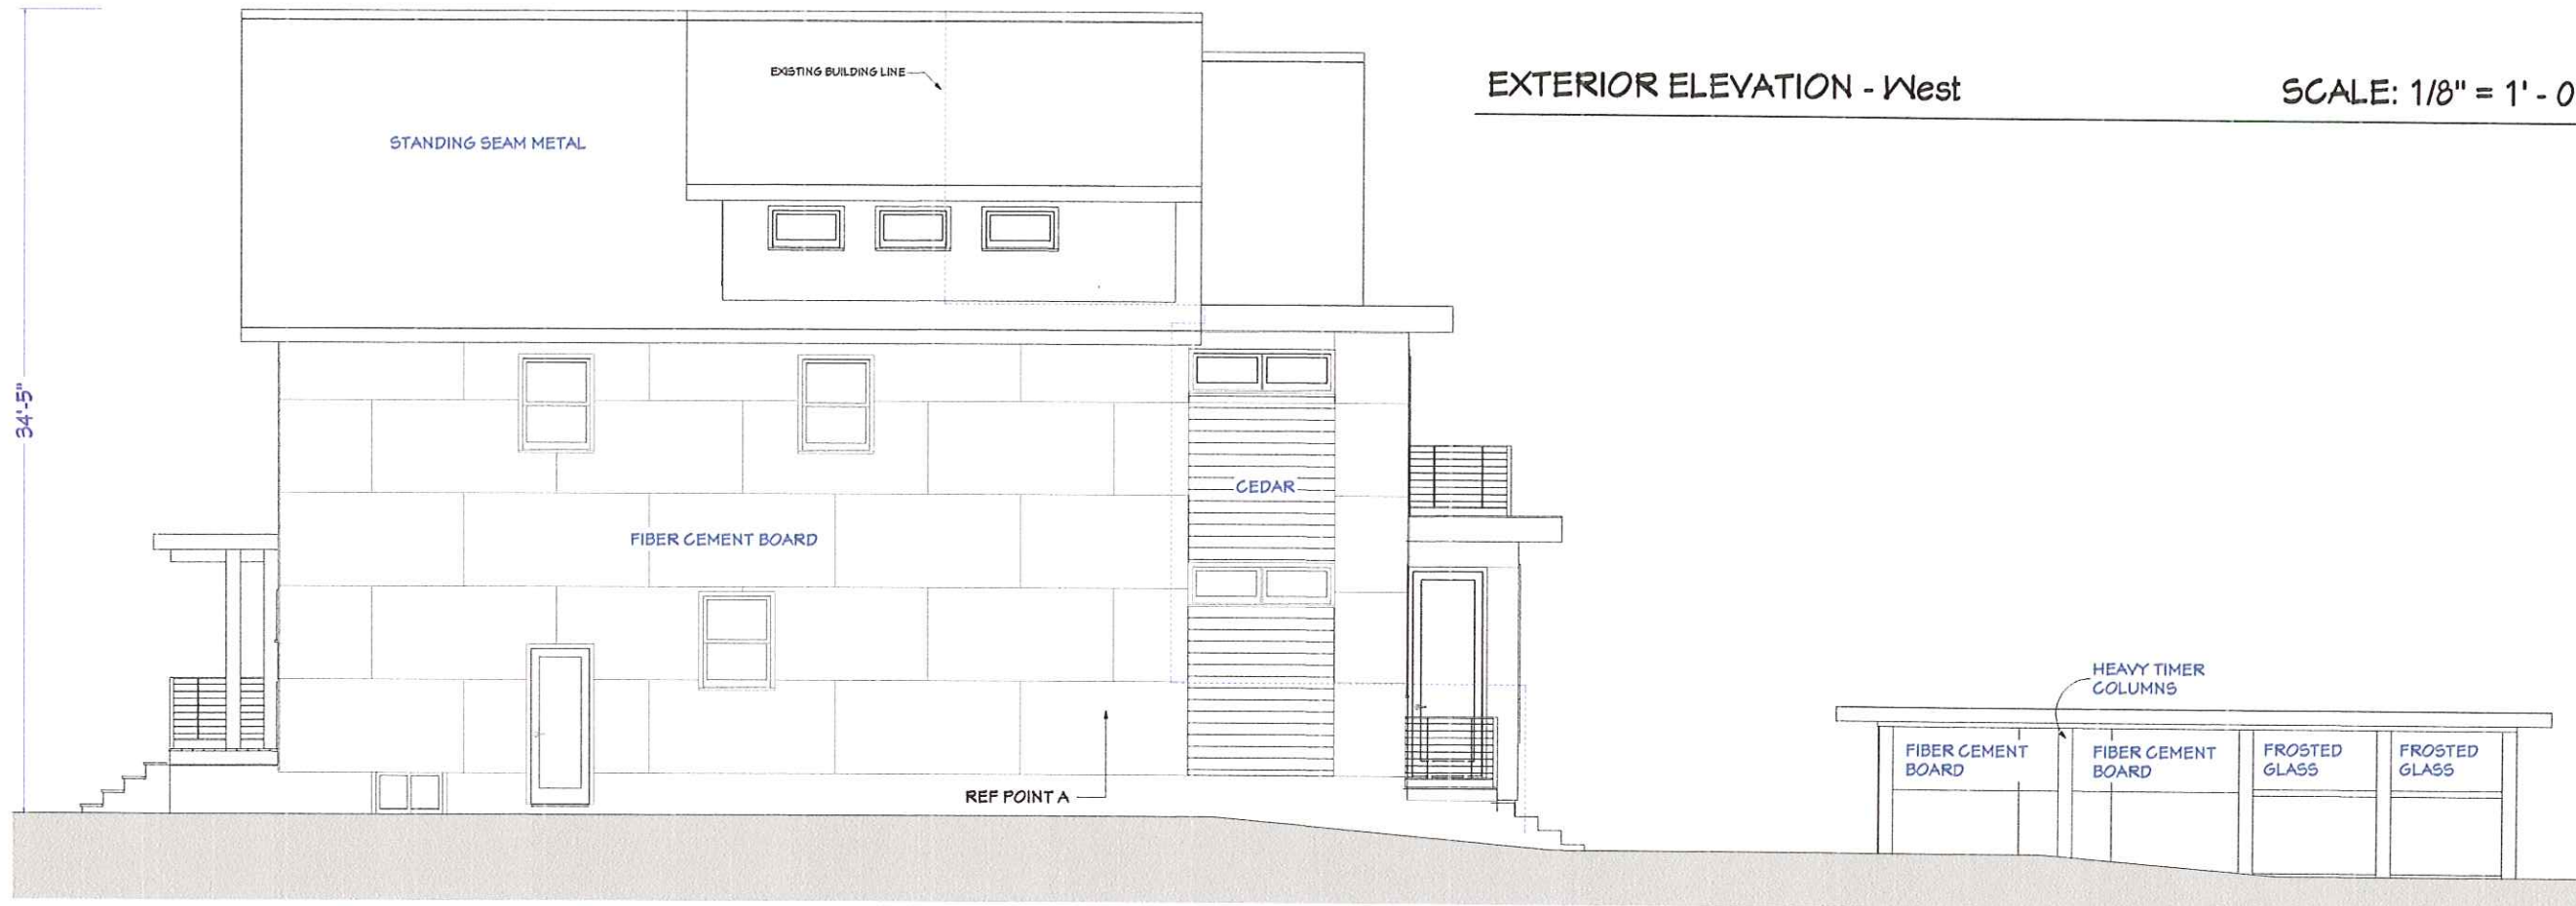 EXISTING BUILDING LINE
EXTERIOR ELEVATION - West
SCALE: 1/8" = 1' - 0
STANDING SEAM METAL
34'-5"
CEDAR
FIBER CEMENT BOARD
HEAVY TIMER
COLUMNS
FIBER CEMENT
BOARD
FIBER CEMENT
BOARD
FROSTED
GLASS
FROSTED
GLASS
REF POINT A